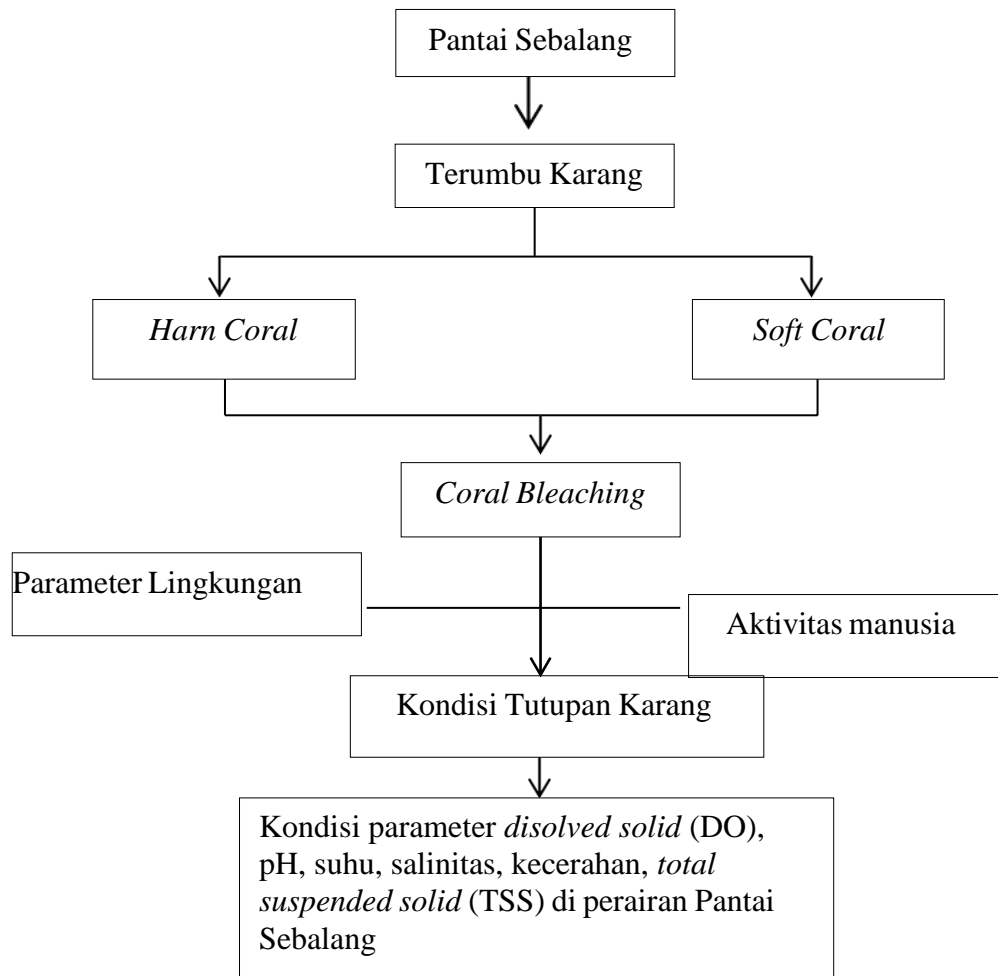 Pantai Sebalang
Terumbu Karang
Harn Coral
Soft Coral
Coral Bleaching
Parameter Lingkungan
Aktivitas manusia
Kondisi Tutupan Karang
Kondisi parameter disolved solid (DO),
pH, suhu, salinitas, kecerahan, total
suspended solid (TSS) di perairan Pantai
Sebalang